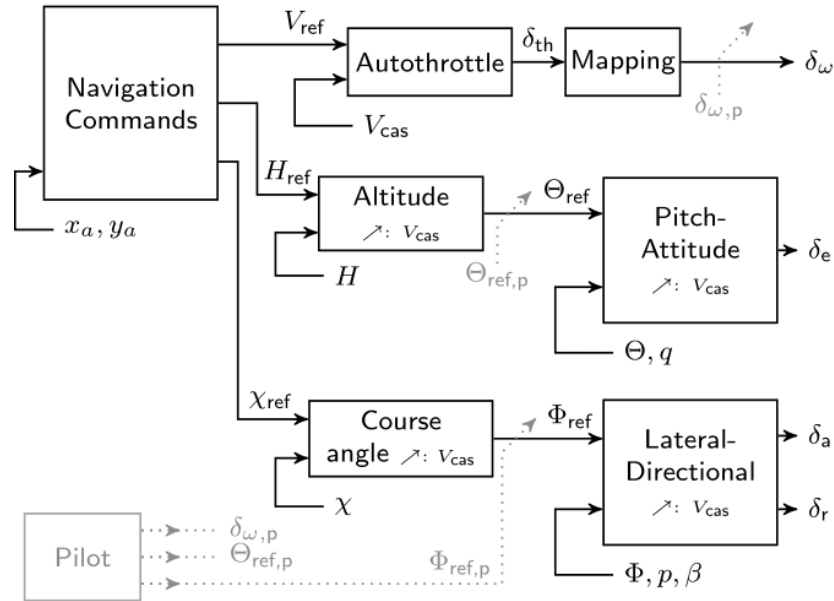 V_ref
Navigation
Commands
Autothrottle
δ_th
Mapping
δ_ω
δ_ω,p
V_cas
x_a, y_a
H_ref
Altitude
↗: V_cas
H
Θ_ref
Θ_ref,p
Pitch-
Attitude
↗: V_cas
δ_e
Θ, q
χ_ref
Course
angle ↗: V_cas
χ
Φ_ref
Φ_ref,p
Lateral-
Directional
↗: V_cas
δ_a
δ_r
Φ, p, β
Pilot
δ_ω,p
Θ_ref,p